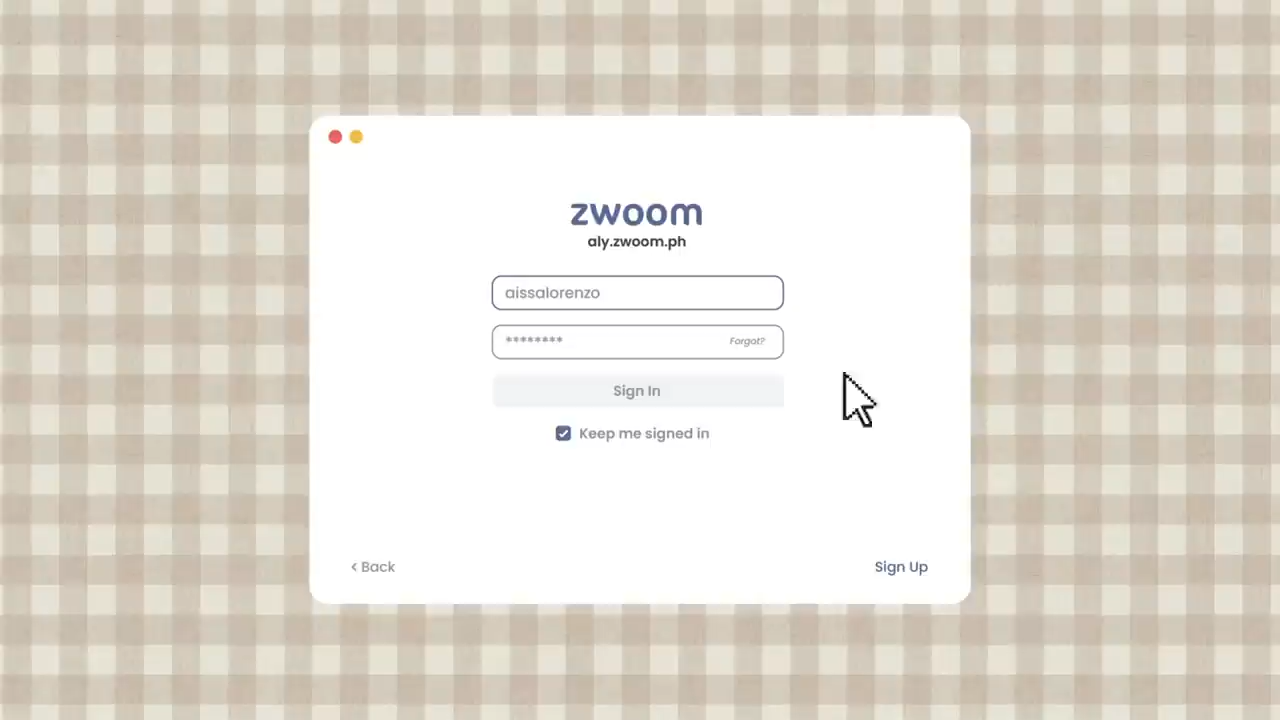 zwoom
aly.zwoom.ph
aissalorenzo
******** Forgot?
Sign In
Keep me signed in
< Back
Sign Up